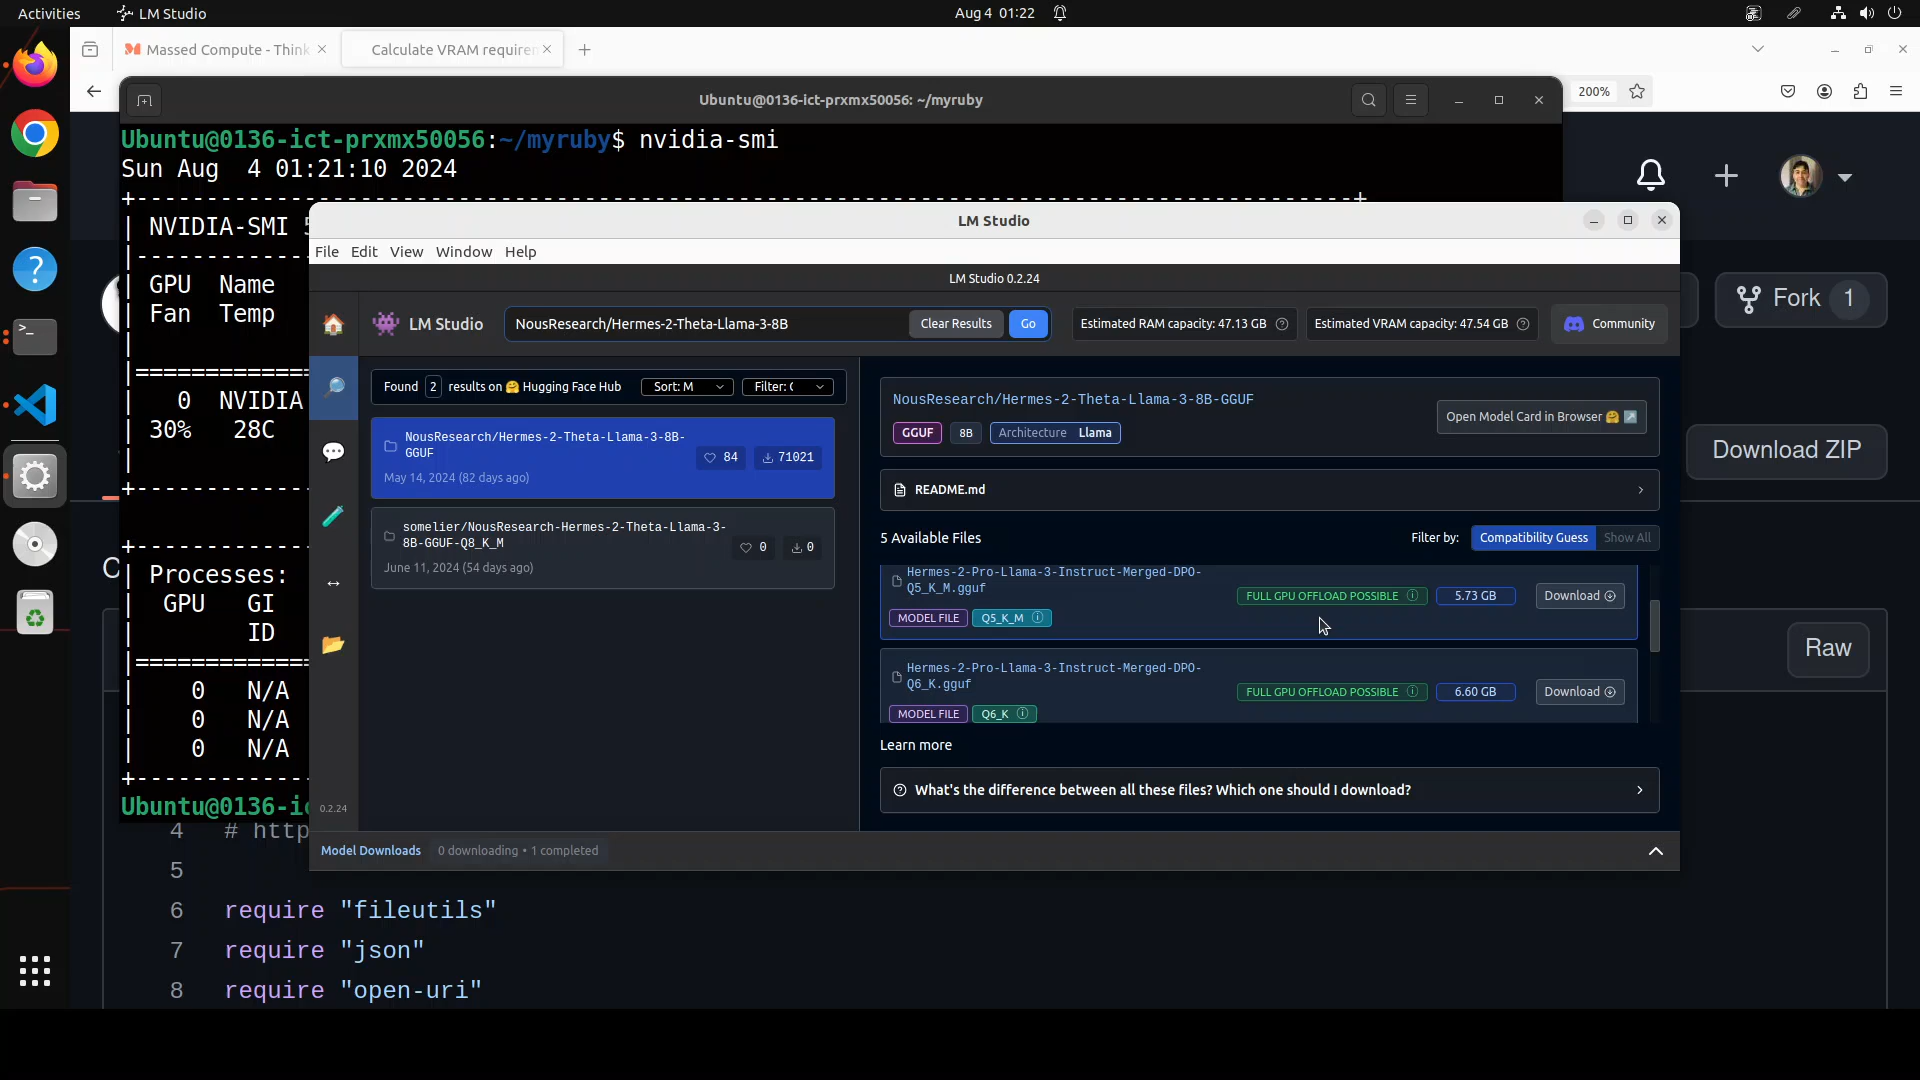 Activities
LM Studio
Aug 4 01:22
Massed Compute - Think
Calculate VRAM requirem
200%
Ubuntu@0136-ict-prxmx50056: ~/myruby
Ubuntu@0136-ict-prxmx50056:~/myruby$ nvidia-smi
Sun Aug  4 01:21:10 2024
NVIDIA-SMI 5
GPU  Name
Fan  Temp
0  NVIDIA
30%  28C
Processes:
GPU  GI
ID
0  N/A
0  N/A
0  N/A
Ubuntu@0136-ic
LM Studio
File Edit View Window Help
LM Studio 0.2.24
LM Studio
NousResearch/Hermes-2-Theta-Llama-3-8B
Clear Results
Go
Estimated RAM capacity: 47.13 GB
Estimated VRAM capacity: 47.54 GB
Community
Found 2 results on 🤗 Hugging Face Hub
Sort: M
Filter: (
NousResearch/Hermes-2-Theta-Llama-3-8B-
GGUF
84
71021
May 14, 2024 (82 days ago)
somelier/NousResearch-Hermes-2-Theta-Llama-3-
8B-GGUF-Q8_K_M
0
0
June 11, 2024 (54 days ago)
0.2.24
NousResearch/Hermes-2-Theta-Llama-3-8B-GGUF
GGUF
8B
Architecture Llama
Open Model Card in Browser 🤗 ↗
README.md
5 Available Files
Filter by:
Compatibility Guess
Show All
Hermes-2-Pro-Llama-3-Instruct-Merged-DPO-
Q5_K_M.gguf
MODEL FILE
Q5_K_M
FULL GPU OFFLOAD POSSIBLE
5.73 GB
Download
Hermes-2-Pro-Llama-3-Instruct-Merged-DPO-
Q6_K.gguf
MODEL FILE
Q6_K
FULL GPU OFFLOAD POSSIBLE
6.60 GB
Download
Learn more
What's the difference between all these files? Which one should I download?
Model Downloads
0 downloading • 1 completed
Fork 1
Download ZIP
Raw
4 # http
5
6 require "fileutils"
7 require "json"
8 require "open-uri"